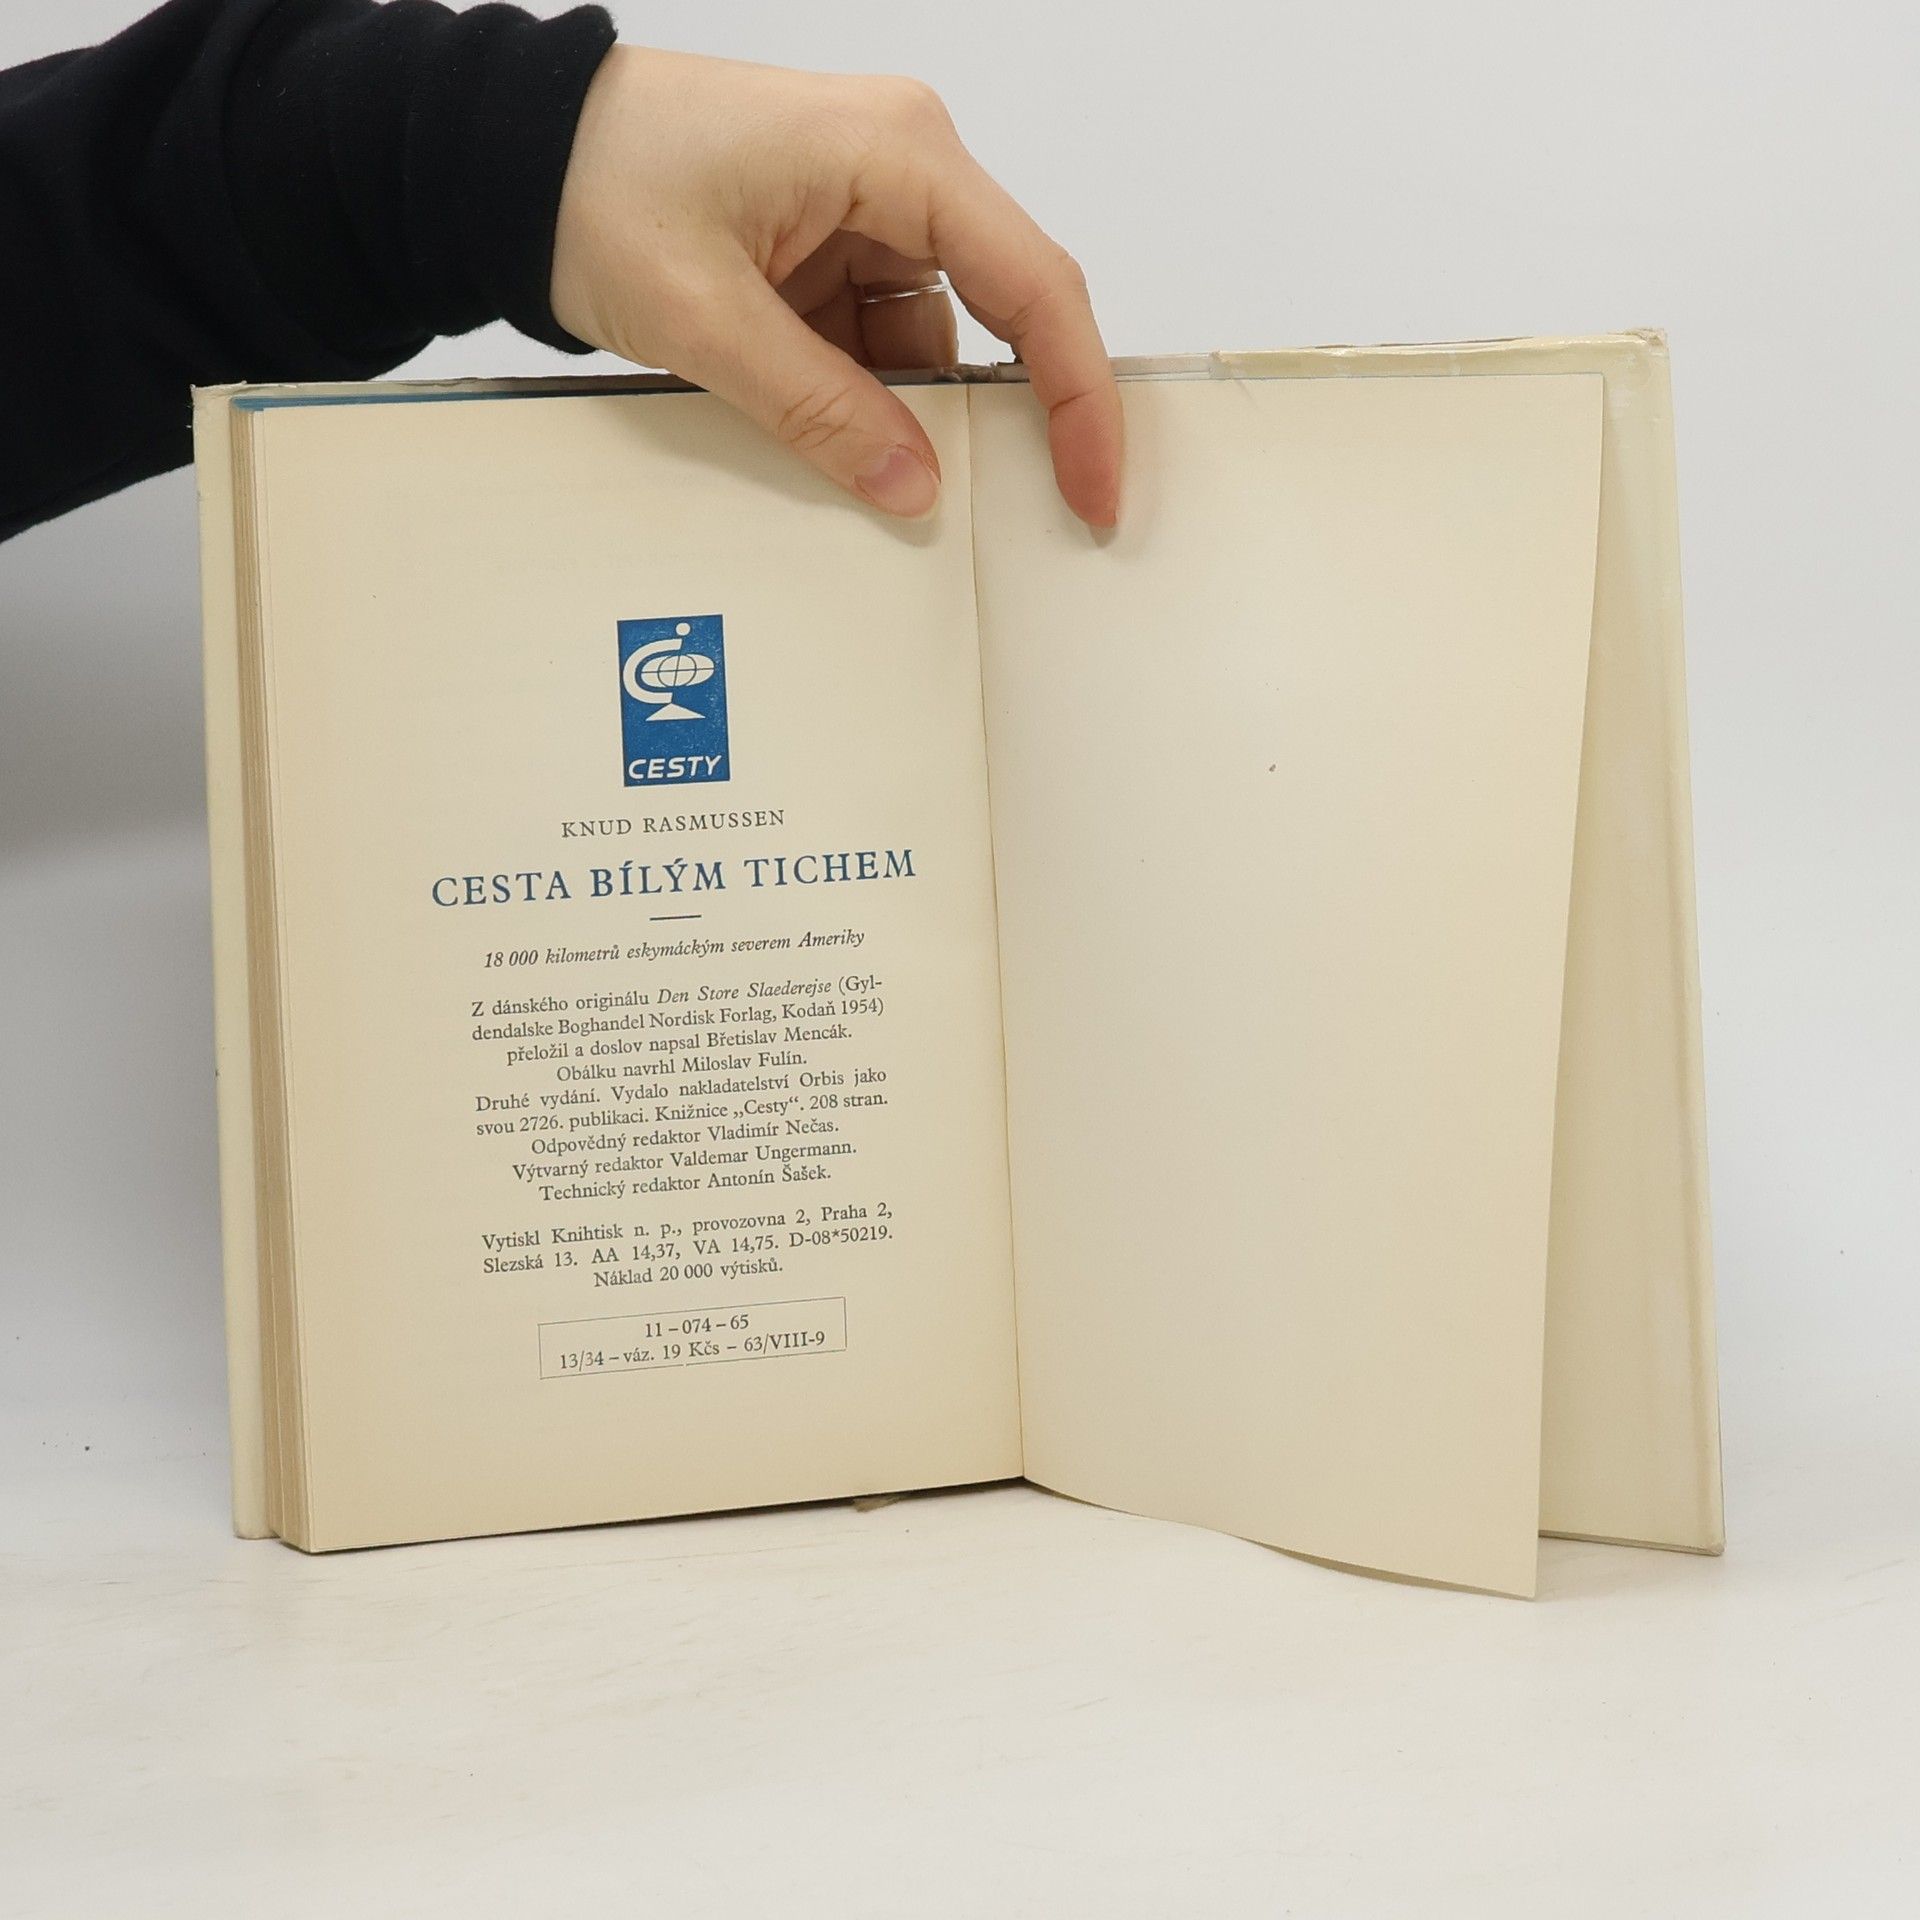 CESTY
KNUD RASMUSSEN
CESTA BÍLÝM TICHEM
18 000 kilometrů eskymáckým severem Ameriky
Z dánského originálu Den Store Slaederejse (Gyl-
dendalske Boghandel Nordisk Forlag, Kodaň 1954)
přeložil a doslov napsal Břetislav Mencák.
Obálku navrhl Miloslav Fulín.
Druhé vydání. Vydalo nakladatelství Orbis jako
svou 2726. publikaci. Knižnice „Cesty“. 208 stran.
Odpovědný redaktor Vladimír Nečas.
Výtvarný redaktor Valdemar Ungermann.
Technický redaktor Antonín Šašek.
Vytiskl Knihtisk n. p., provozovna 2, Praha 2,
Slezská 13. AA 14,37, VA 14,75. D-08*50219.
Náklad 20 000 výtisků.
11 – 074 – 65
13/34 – váz. 19 Kčs – 63/VIII-9